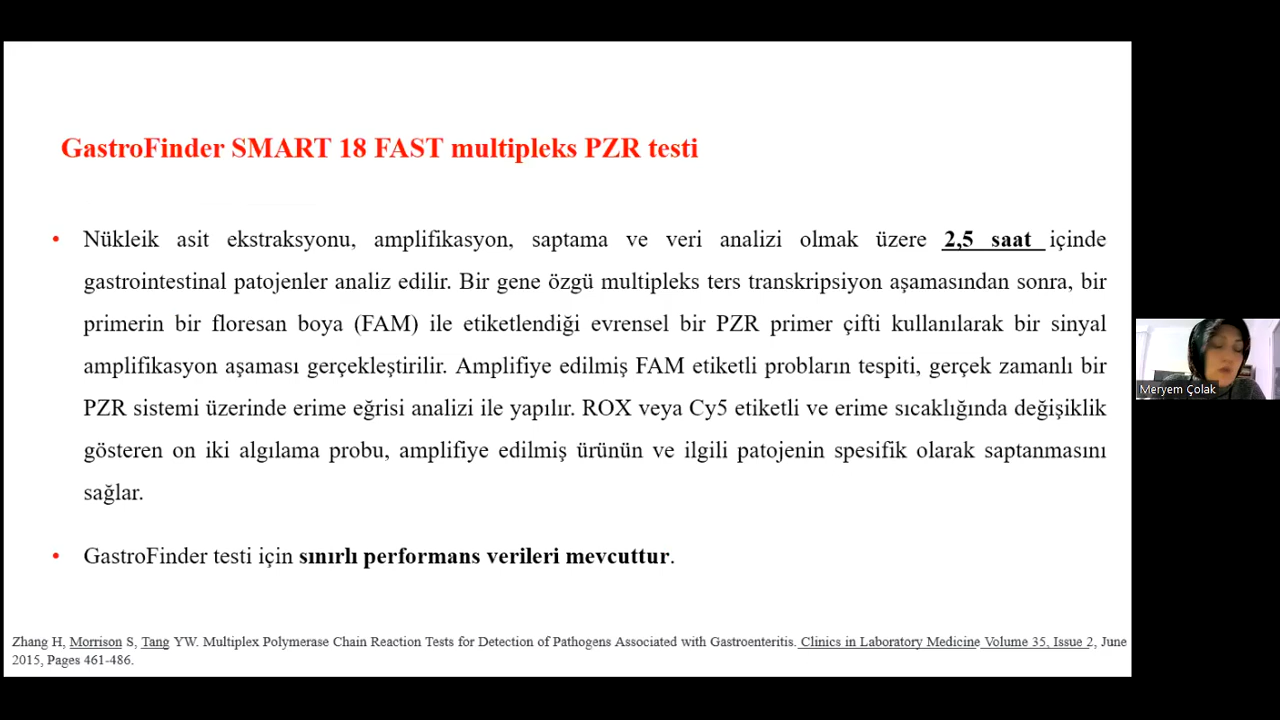 GastroFinder SMART 18 FAST multipleks PZR testi
• Nükleik asit ekstraksyonu, amplifikasyon, saptama ve veri analizi olmak üzere 2,5 saat içinde
gastrointestinal patojenler analiz edilir. Bir gene özgü multipleks ters transkripsiyon aşamasından sonra, bir
primerin bir floresan boya (FAM) ile etiketlendiği evrensel bir PZR primer çifti kullanılarak bir sinyal
amplifikasyon aşaması gerçekleştirilir. Amplifiye edilmiş FAM etiketli probların tespiti, gerçek zamanlı bir
PZR sistemi üzerinde erime eğrisi analizi ile yapılır. ROX veya Cy5 etiketli ve erime sıcaklığında değişiklik
gösteren on iki algılama probu, amplifiye edilmiş ürünün ve ilgili patojenin spesifik olarak saptanmasını
sağlar.
• GastroFinder testi için sınırlı performans verileri mevcuttur.
Zhang H, Morrison S, Tang YW. Multiplex Polymerase Chain Reaction Tests for Detection of Pathogens Associated with Gastroenteritis. Clinics in Laboratory Medicine Volume 35, Issue 2, June
2015, Pages 461-486.
Meryem Çolak